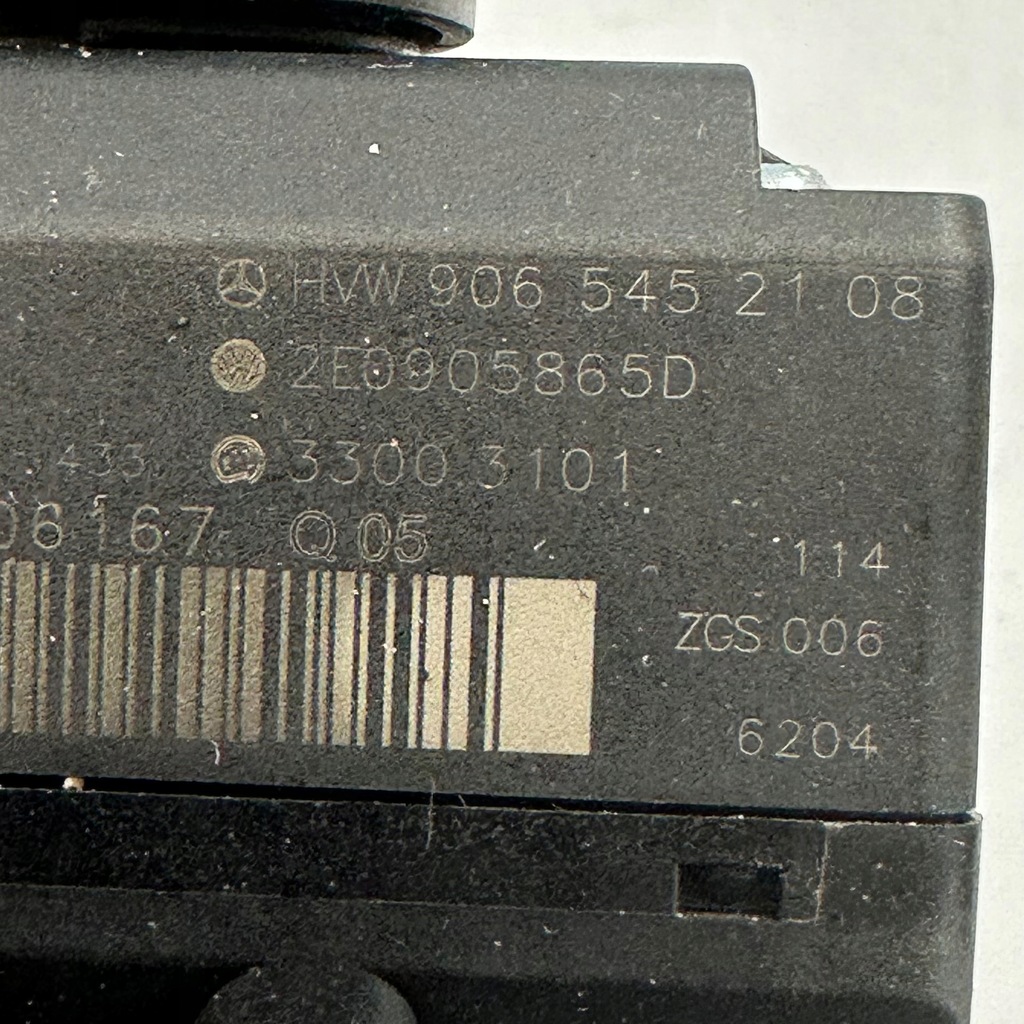 HVW 906 545 21 08
2E0905865D
433 3300 3101
06167 Q 05
114
ZGS 006
6204